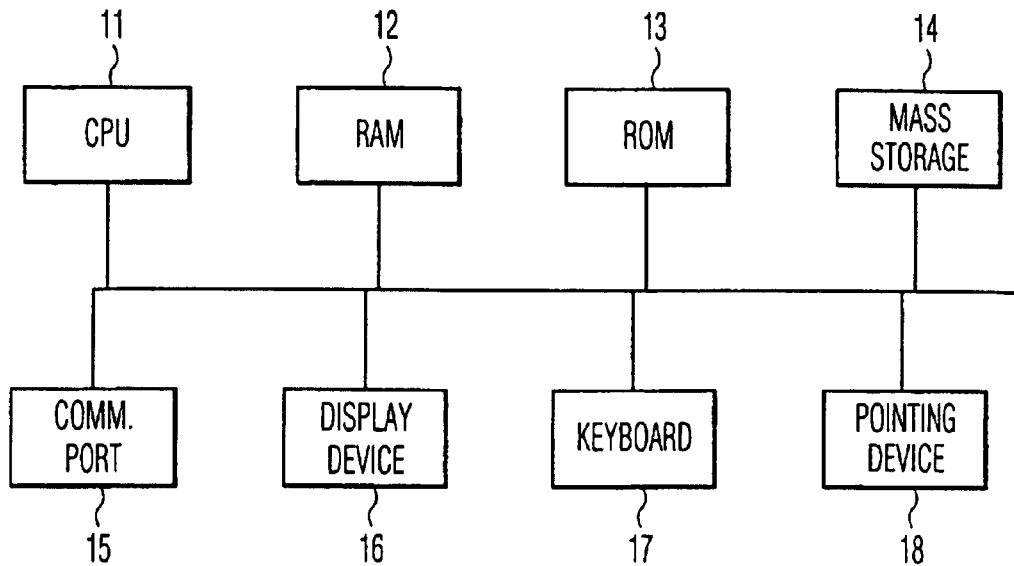 11
12
13
14
CPU
RAM
ROM
MASS
STORAGE
COMM.
PORT
DISPLAY
DEVICE
KEYBOARD
POINTING
DEVICE
15
16
17
18